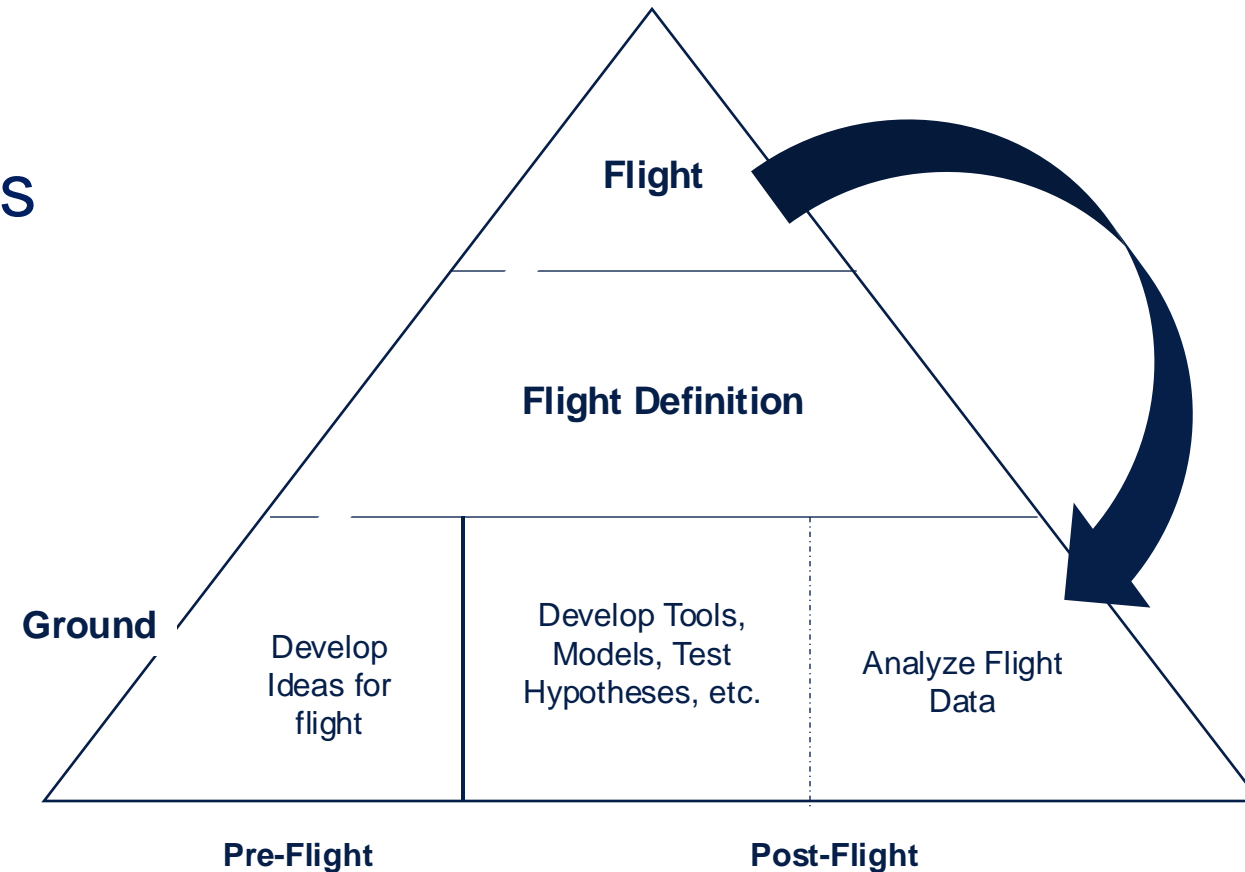 s
Flight
Flight Definition
Ground
Develop
Ideas for
flight
Develop Tools,
Models, Test
Hypotheses, etc.
Analyze Flight
Data
Pre-Flight
Post-Flight